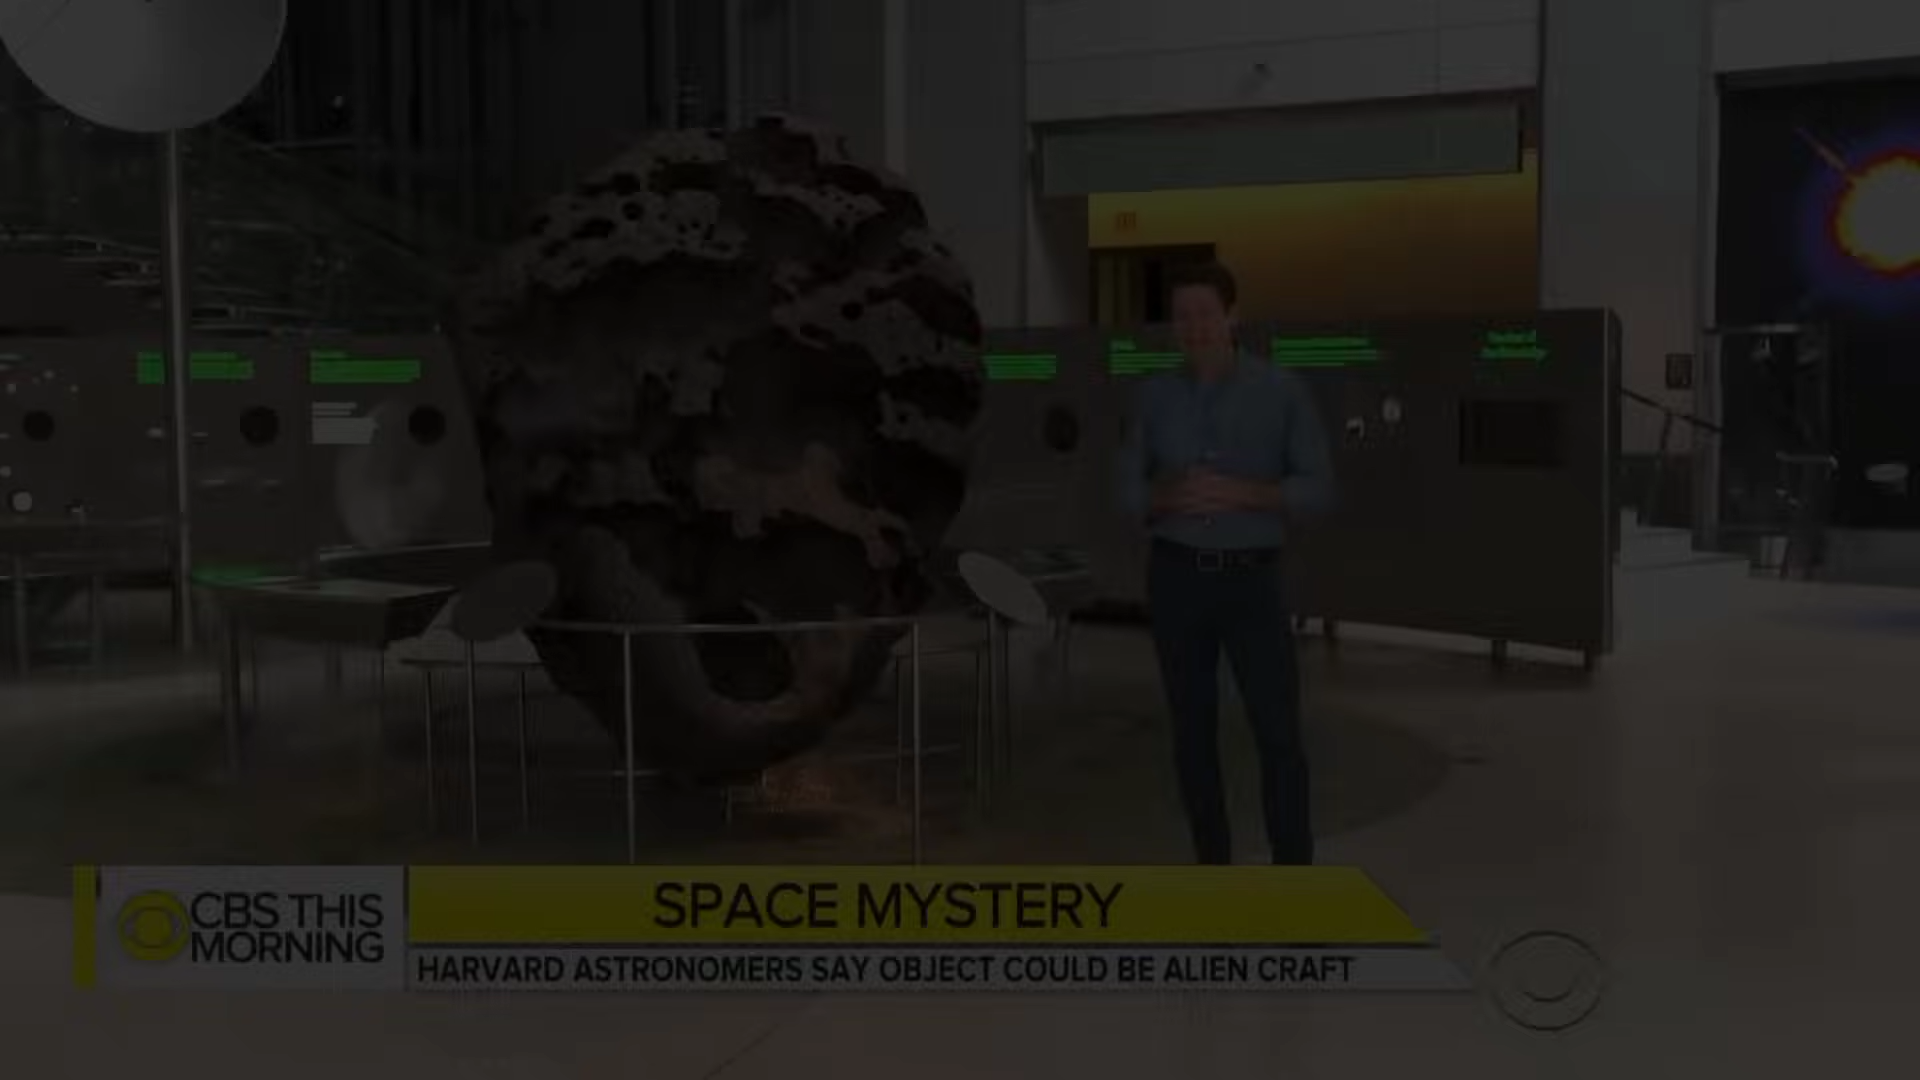 SPACE MYSTERY
CBS THIS
MORNING
HARVARD ASTRONOMERS SAY OBJECT COULD BE ALIEN CRAFT